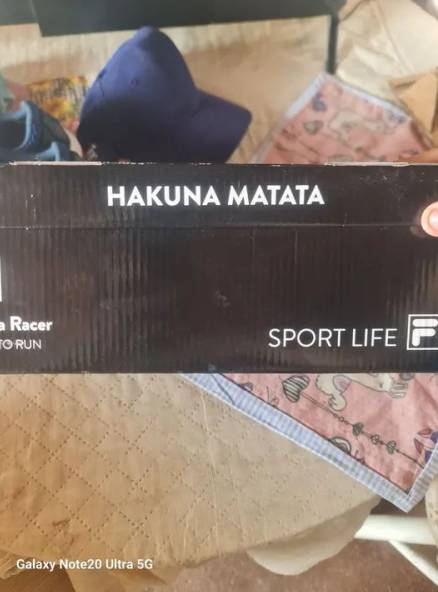 HAKUNA MATATA
a Racer
TO RUN
SPORT LIFE F
Galaxy Note20 Ultra 5G